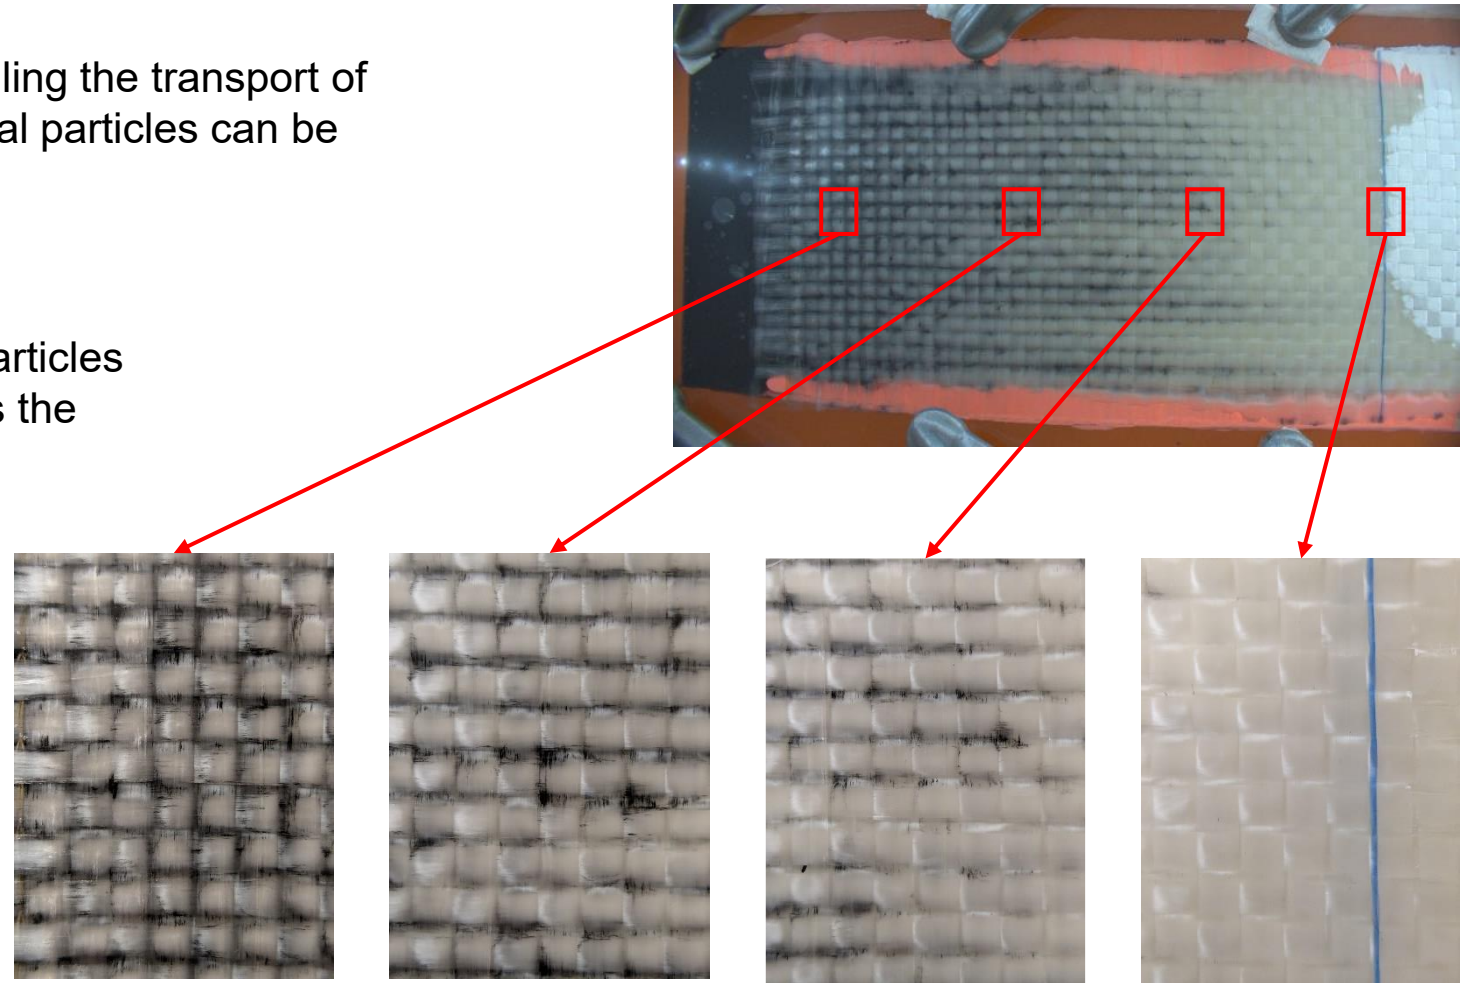 ling the transport of
al particles can be
articles
s the